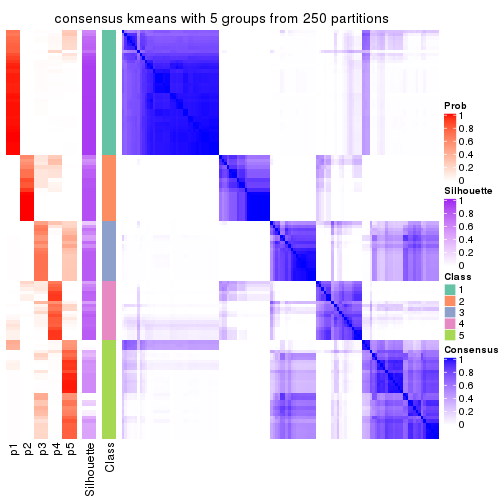 consensus kmeans with 5 groups from 250 partitions
Prob
1
0.8
0.6
0.4
0.2
0
Silhouette
1
0.8
0.6
0.4
0.2
0
Class
1
2
3
4
5
Consensus
1
0.8
0.6
0.4
0.2
0
p1
p2
p3
p4
p5
Silhouette
Class